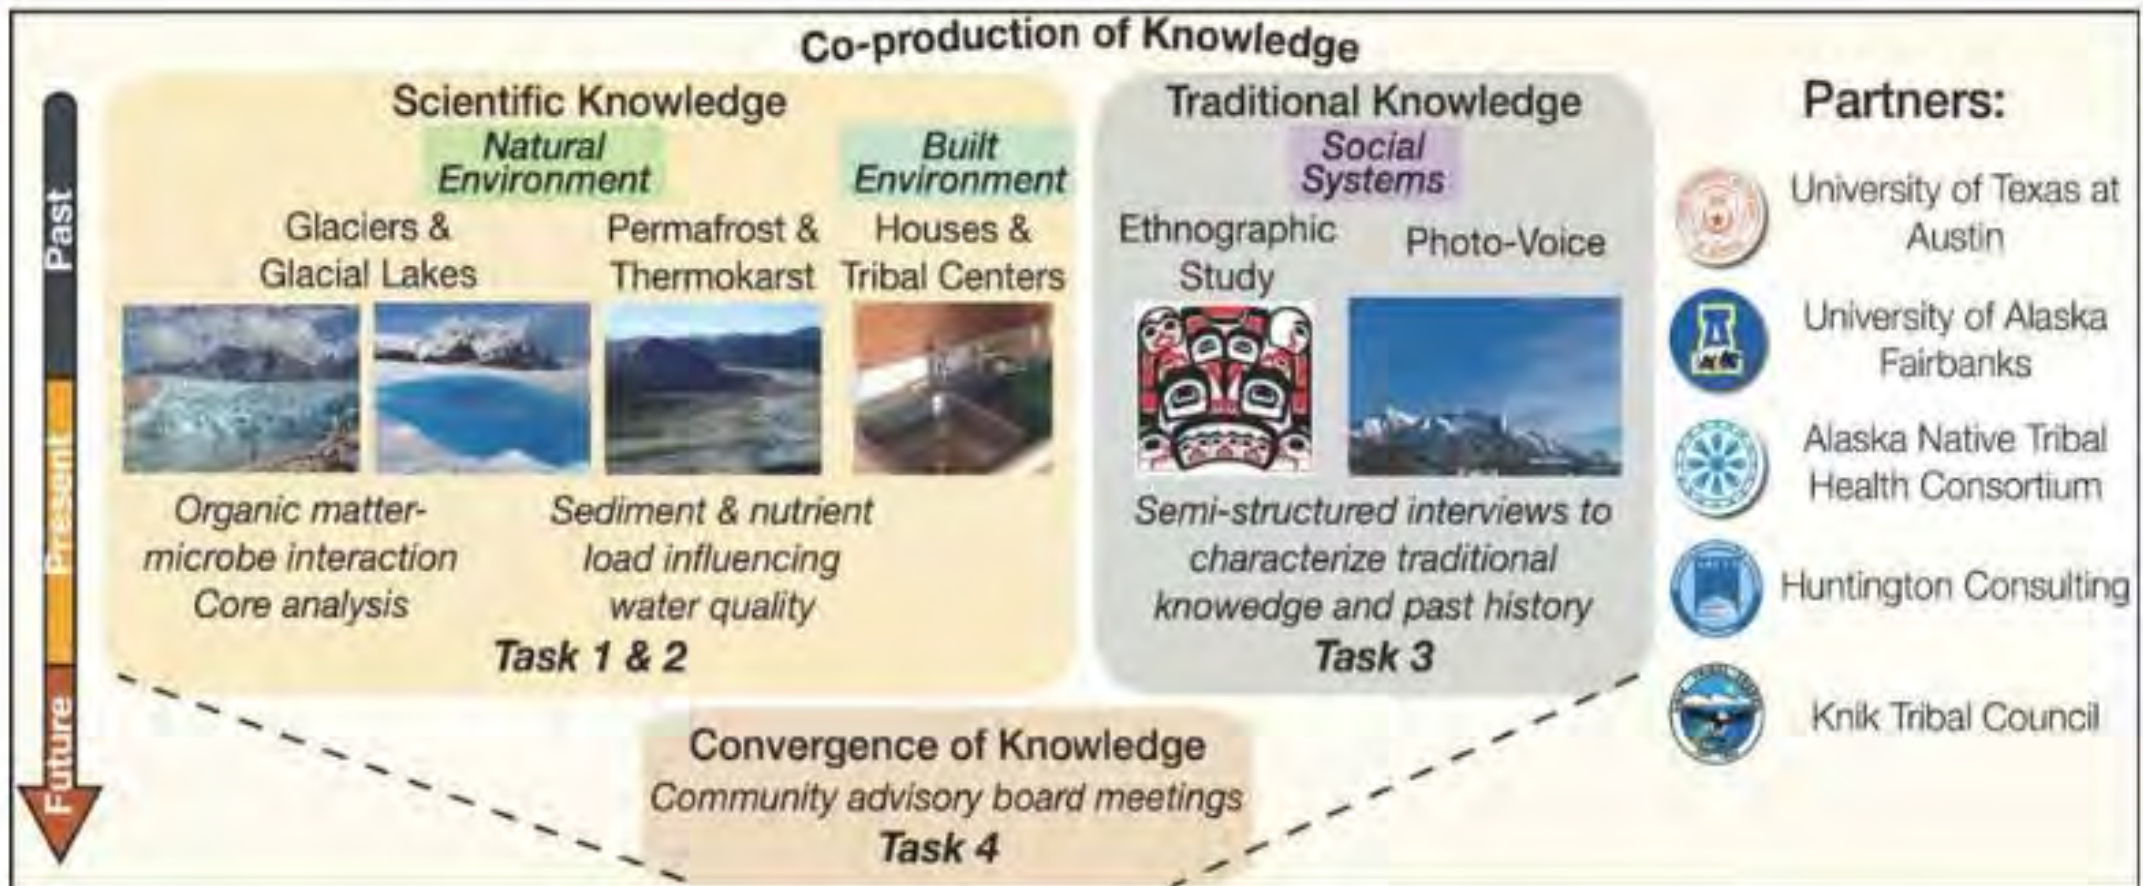 Co-production of Knowledge
Scientific Knowledge
Natural
Environment
Built
Environment
Glaciers &
Glacial Lakes
Permafrost &
Thermokarst
Houses &
Tribal Centers
Organic matter-
microbe interaction
Core analysis
Sediment & nutrient
load influencing
water quality
Task 1 & 2
Traditional Knowledge
Social
Systems
Ethnographic
Study
Photo-Voice
Semi-structured interviews to
characterize traditional
knowedge and past history
Task 3
Convergence of Knowledge
Community advisory board meetings
Task 4
Past
Present
Future
Partners:
University of Texas at
Austin
University of Alaska
Fairbanks
Alaska Native Tribal
Health Consortium
Huntington Consulting
Knik Tribal Council